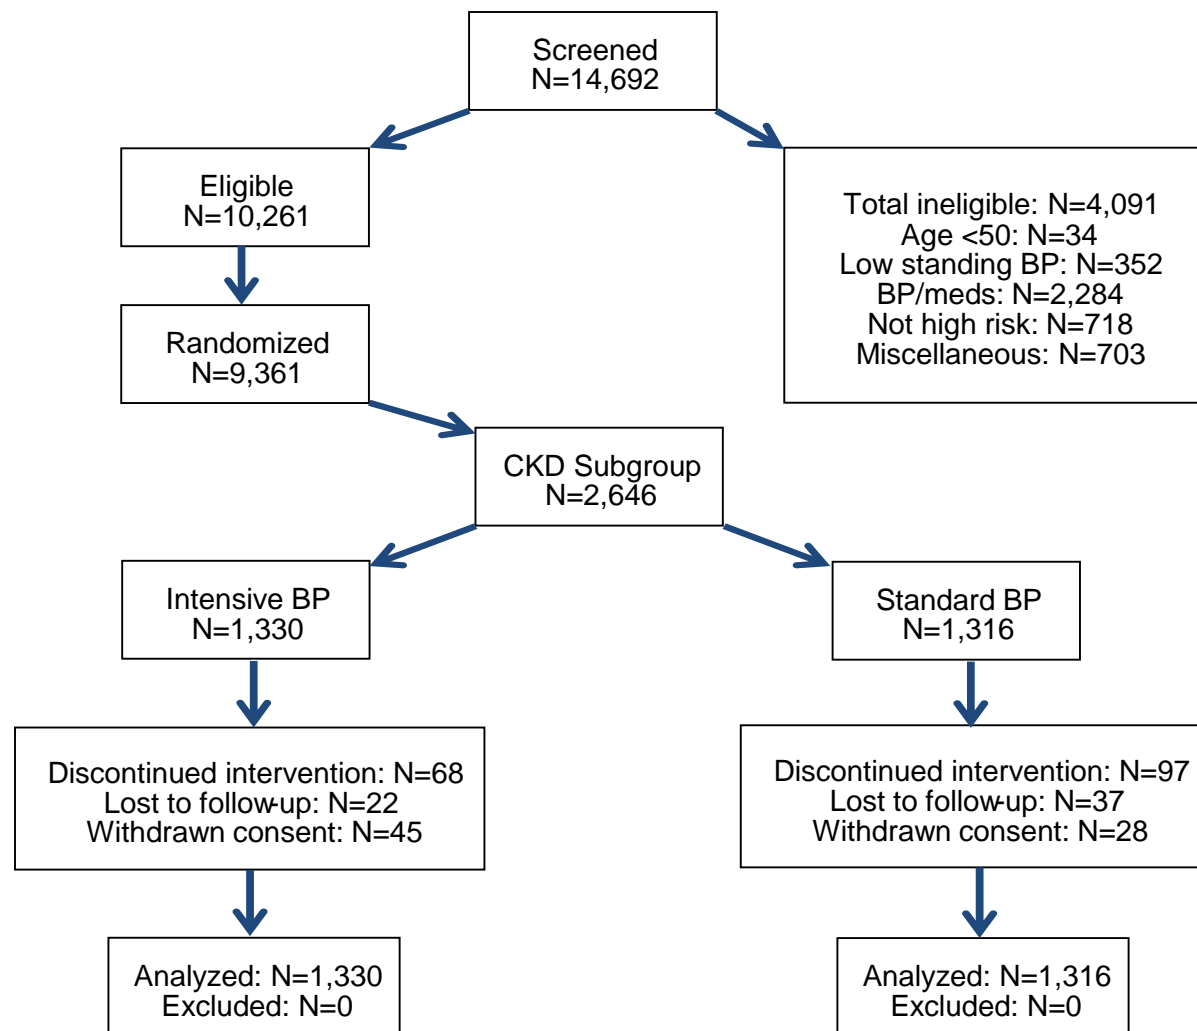 Screened
N=14,692
Eligible
N=10,261
Total ineligible: N=4,091
Age <50: N=34
Low standing BP: N=352
BP/meds: N=2,284
Not high risk: N=718
Miscellaneous: N=703
Randomized
N=9,361
CKD Subgroup
N=2,646
Intensive BP
N=1,330
Standard BP
N=1,316
Discontinued intervention: N=68
Lost to follow-up: N=22
Withdrawn consent: N=45
Discontinued intervention: N=97
Lost to follow-up: N=37
Withdrawn consent: N=28
Analyzed: N=1,330
Excluded: N=0
Analyzed: N=1,316
Excluded: N=0